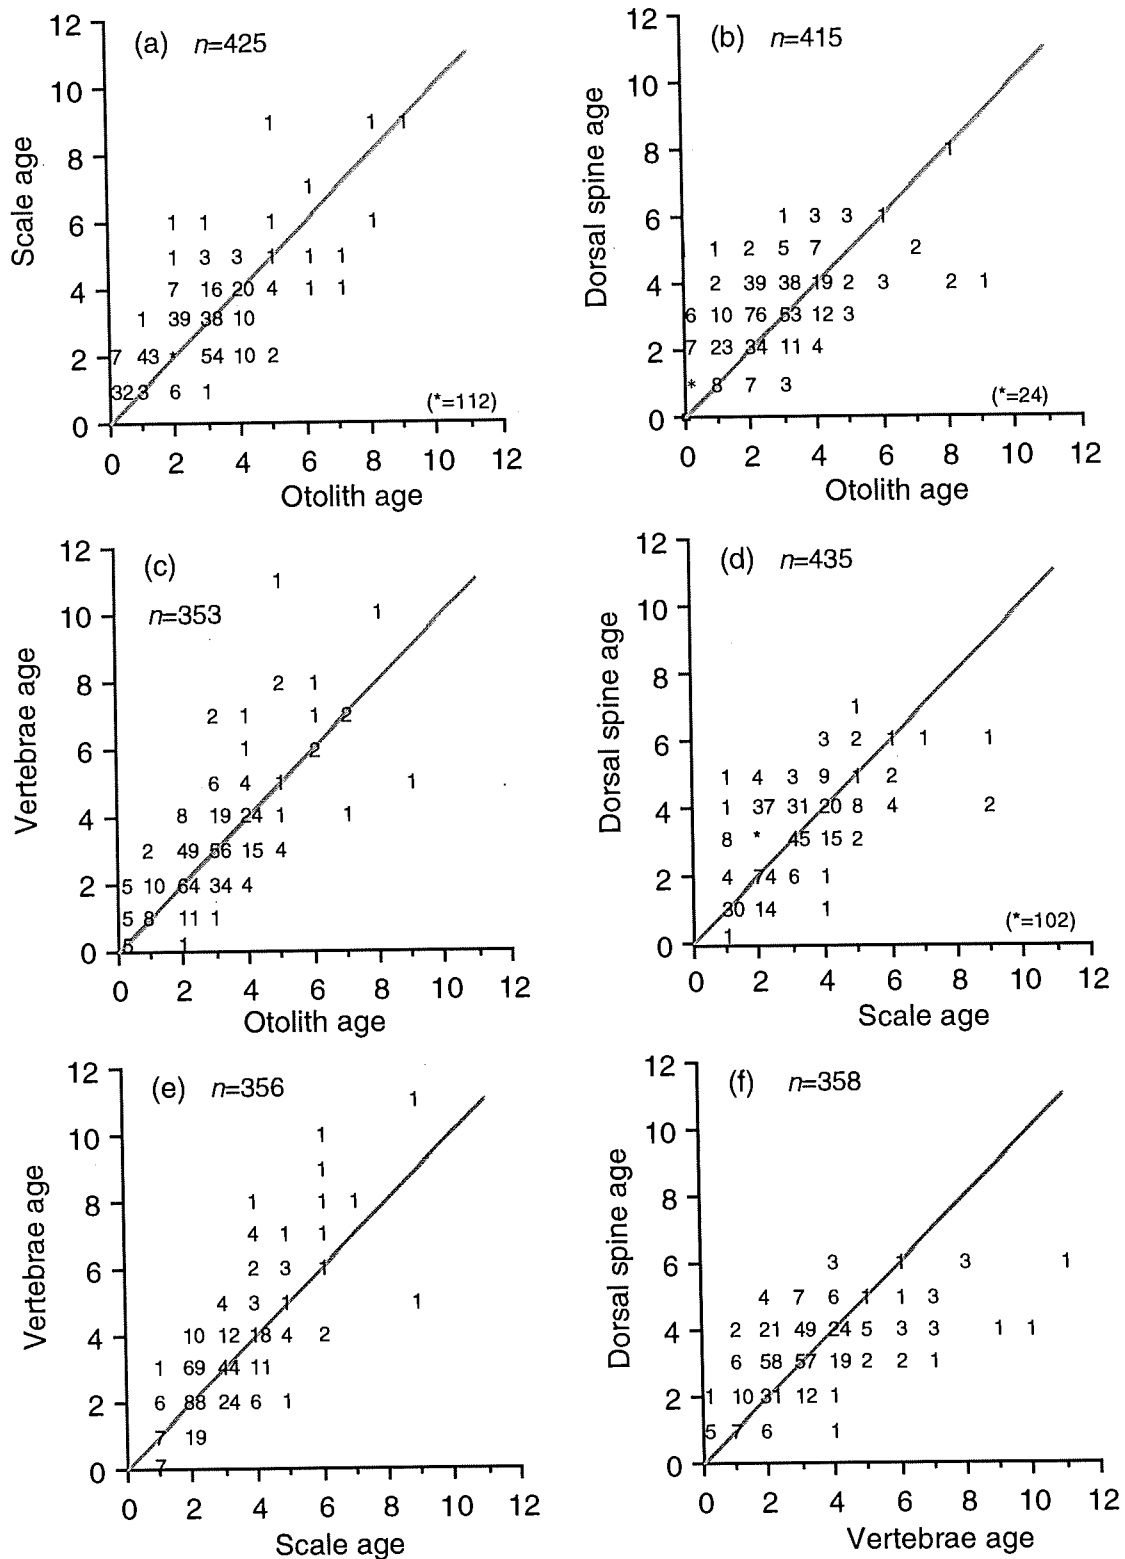 12
(a) n=425
10
1 1 1
8
1
6 1 1 1 1
1 3 3 1 1 1
4 7 16 20 4 1 1
1 39 38 10
2 7 43 * 54 10 2
32 3 6 1 (*=112)
0
0 2 4 6 8 10 12
Otolith age
Scale age
12
(b) n=415
10
8 1
6 1 3 3 1
1 2 5 7 2
4 2 39 38 19 2 3 2 1
6 10 76 53 12 3
2 7 23 34 11 4
* 8 7 3 (*=24)
0
0 2 4 6 8 10 12
Otolith age
Dorsal spine age
12
(c) 1
n=353
10 1
8 2 1
2 1 1 2
6 1 2
6 4 1 1
4 8 19 24 1 1
2 49 56 15 4
2 5 10 64 34 4
5 8 11 1
0 5 1
0 2 4 6 8 10 12
Otolith age
Vertebrae age
12
(d) n=435
10
8
1
6 3 2 1 1 1
1 4 3 9 1 2
4 1 37 31 20 8 4 2
8 * 45 15 2
2 4 74 6 1
30 14 1 (*=102)
0 1
0 2 4 6 8 10 12
Scale age
Dorsal spine age
12
(e) n=356
1
10 1
1
8 1 1 1
4 1 1
6 2 3 1
4 3 1 1
4 10 12 18 4 2
1 69 44 11
2 6 88 24 6 1
7 19
0 7
0 2 4 6 8 10 12
Scale age
Vertebrae age
12
(f) n=358
10
8
6 3 1 3 1
4 7 6 1 1 3
4 2 21 49 24 5 3 3 1 1
6 58 57 19 2 2 1
2 1 10 31 12 1
5 7 6 1
0
0 2 4 6 8 10 12
Vertebrae age
Dorsal spine age